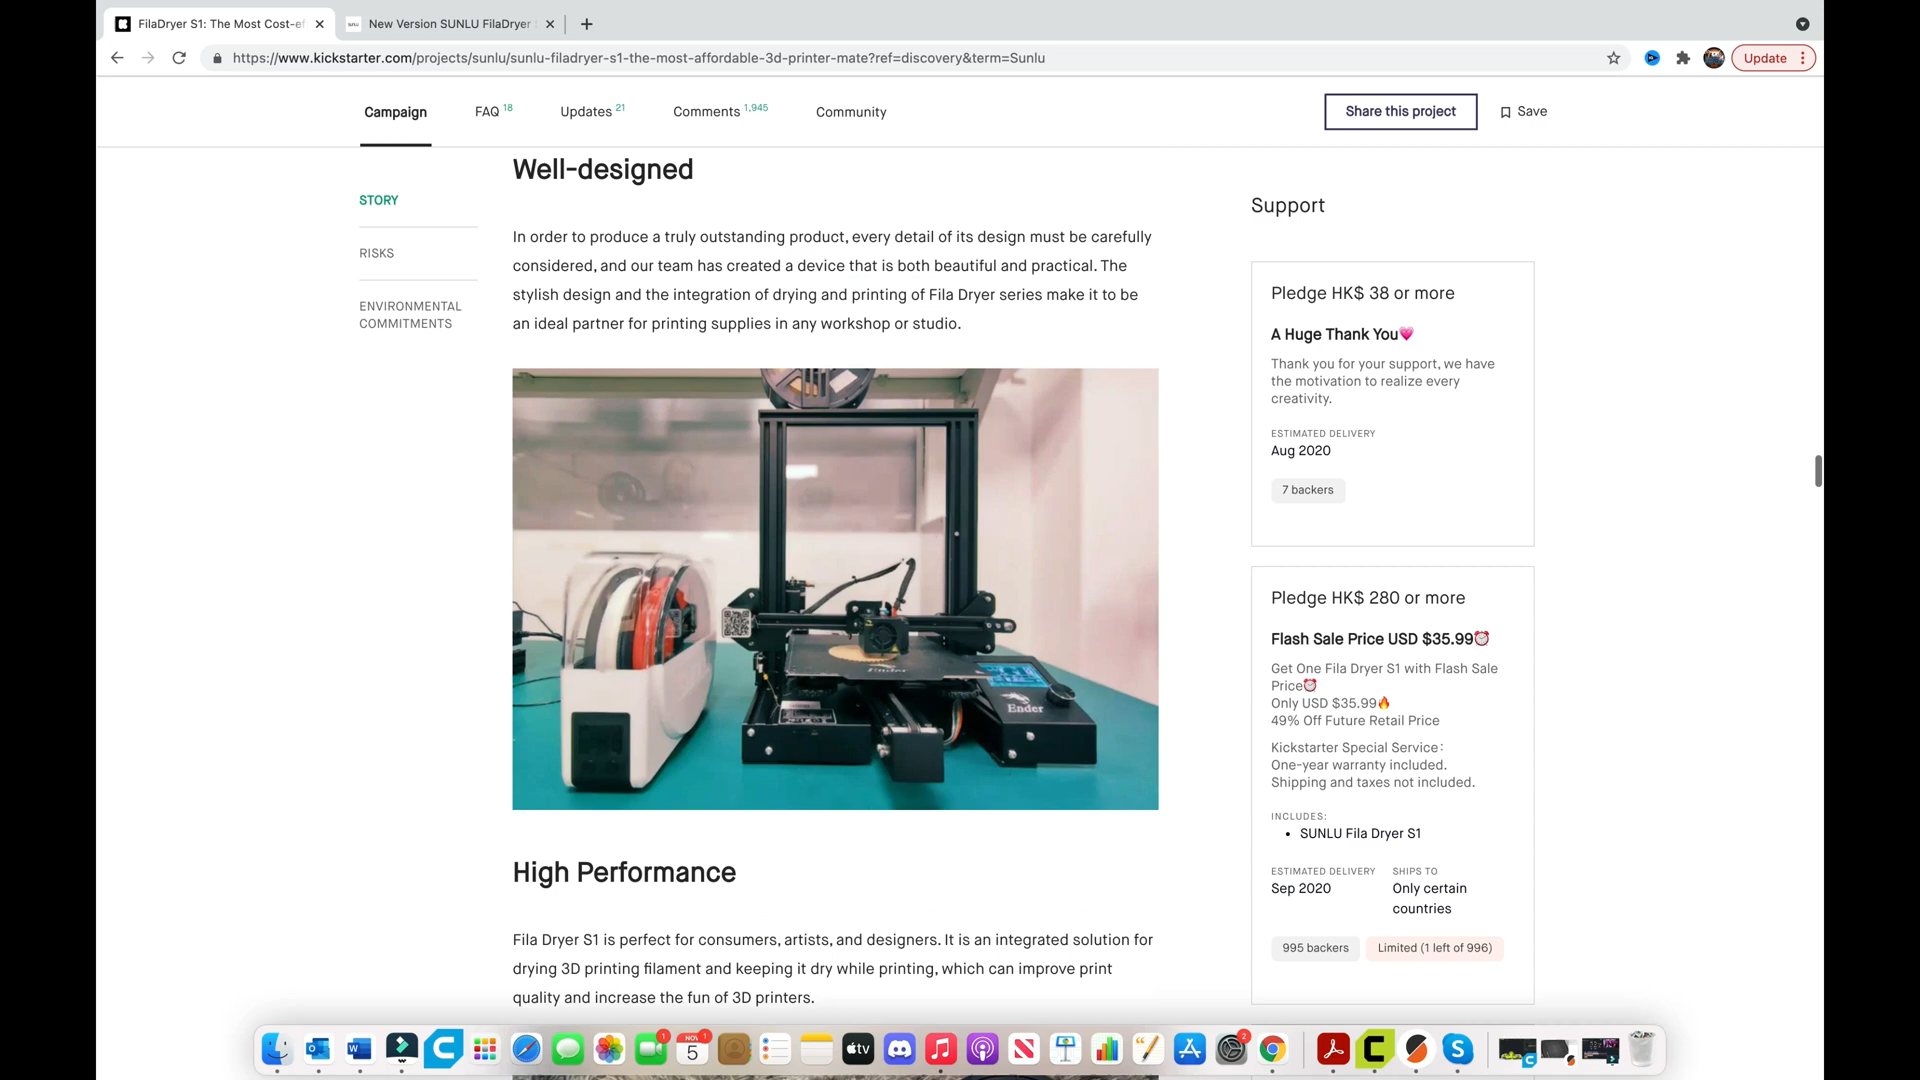 FilaDryer S1: The Most Cost-ef
New Version SUNLU FilaDryer
https://www.kickstarter.com/projects/sunlu/sunlu-filadryer-s1-the-most-affordable-3d-printer-mate?ref=discovery&term=Sunlu
Update
Campaign
FAQ 18
Updates 21
Comments 1,945
Community
Share this project
Save
STORY
RISKS
ENVIRONMENTAL
COMMITMENTS
Well-designed
In order to produce a truly outstanding product, every detail of its design must be carefully
considered, and our team has created a device that is both beautiful and practical. The
stylish design and the integration of drying and printing of Fila Dryer series make it to be
an ideal partner for printing supplies in any workshop or studio.
Ender
Ender
High Performance
Fila Dryer S1 is perfect for consumers, artists, and designers. It is an integrated solution for
drying 3D printing filament and keeping it dry while printing, which can improve print
quality and increase the fun of 3D printers.
Support
Pledge HK$ 38 or more
A Huge Thank You💗
Thank you for your support, we have
the motivation to realize every
creativity.
ESTIMATED DELIVERY
Aug 2020
7 backers
Pledge HK$ 280 or more
Flash Sale Price USD $35.99⏰
Get One Fila Dryer S1 with Flash Sale
Price⏰
Only USD $35.99🔥
49% Off Future Retail Price
Kickstarter Special Service:
One-year warranty included.
Shipping and taxes not included.
INCLUDES:
• SUNLU Fila Dryer S1
ESTIMATED DELIVERY
Sep 2020
SHIPS TO
Only certain
countries
995 backers
Limited (1 left of 996)
1
NOV 1
5
tv
2